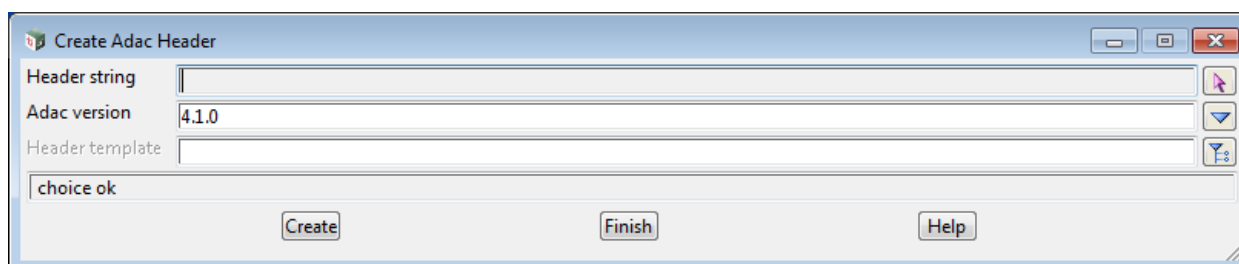 Create Adac Header
Header string
Adac version 4.1.0
Header template
choice ok
Create Finish Help